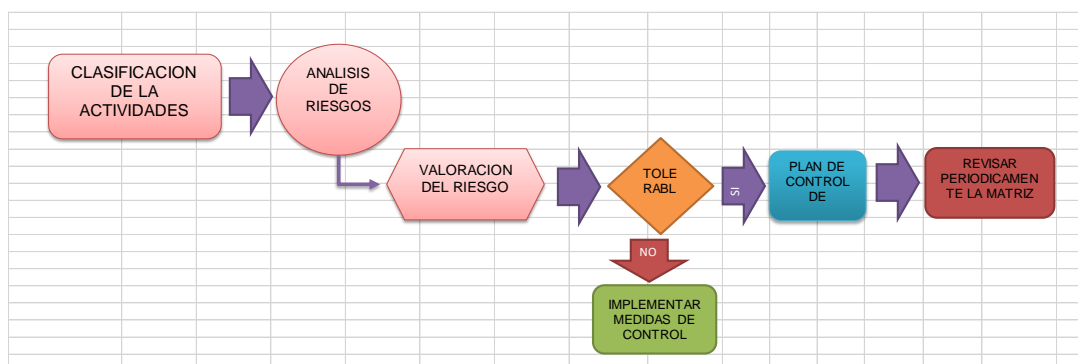 CLASIFICACION
DE LA
ACTIVIDADES
ANALISIS
DE
RIESGOS
VALORACION
DEL RIESGO
TOLE
RABL
SI
PLAN DE
CONTROL
DE
REVISAR
PERIODICAMEN
TE LA MATRIZ
NO
IMPLEMENTAR
MEDIDAS DE
CONTROL